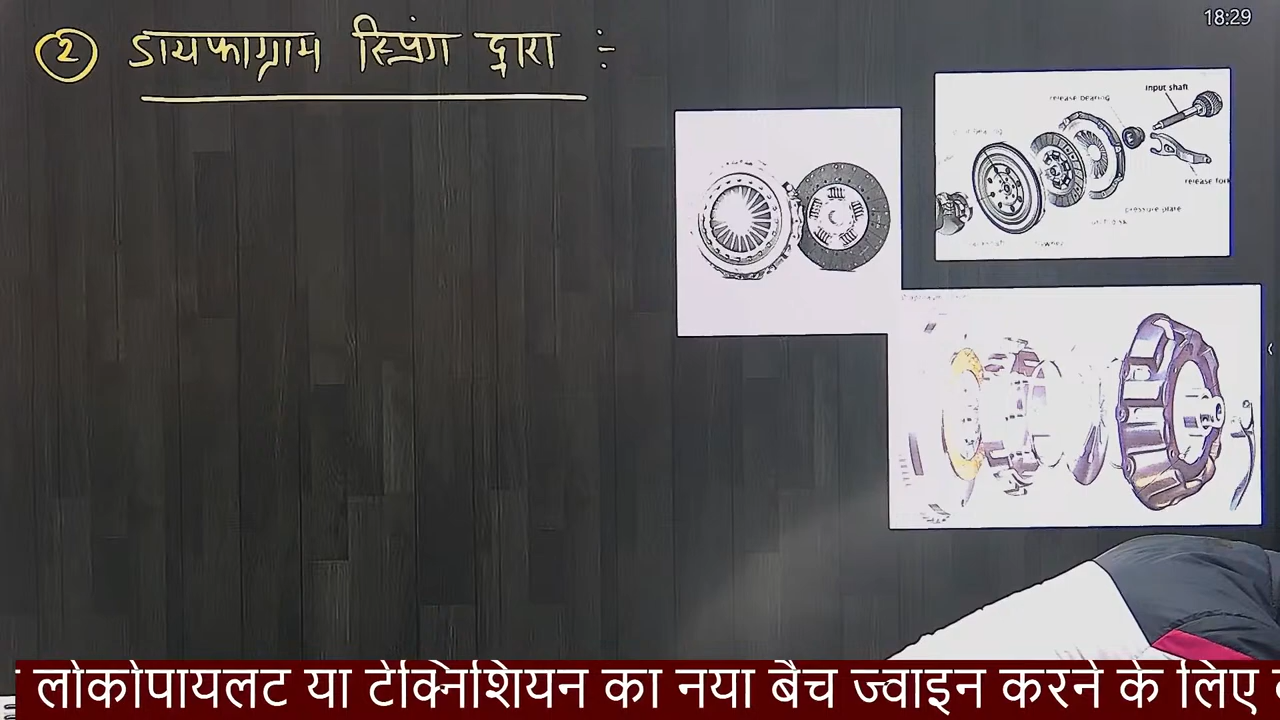 ② डायफाग्राम स्प्रिंग द्वारा :-
18:29
release bearing
input shaft
release fork
pressure plate
लोकोपायलट या टेक्निशियन का नया बैच ज्वाइन करने के लिए